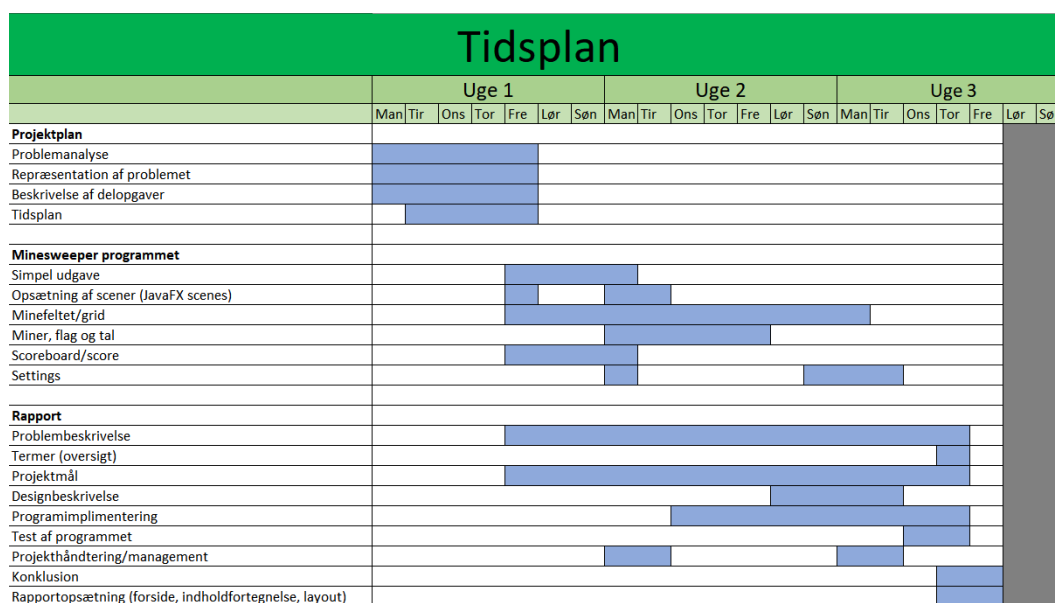 Tidsplan
Uge 1 Uge 2 Uge 3
Man Tir Ons Tor Fre Lør Søn Man Tir Ons Tor Fre Lør Søn Man Tir Ons Tor Fre Lør Sø
Projektplan
Problemanalyse
Repræsentation af problemet
Beskrivelse af delopgaver
Tidsplan
Minesweeper programmet
Simpel udgave
Opsætning af scener (JavaFX scenes)
Minefeltet/grid
Miner, flag og tal
Scoreboard/score
Settings
Rapport
Problembeskrivelse
Termer (oversigt)
Projektmål
Designbeskrivelse
Programimplimentering
Test af programmet
Projekthåndtering/management
Konklusion
Rapportopsætning (forside, indholdfortegnelse, layout)